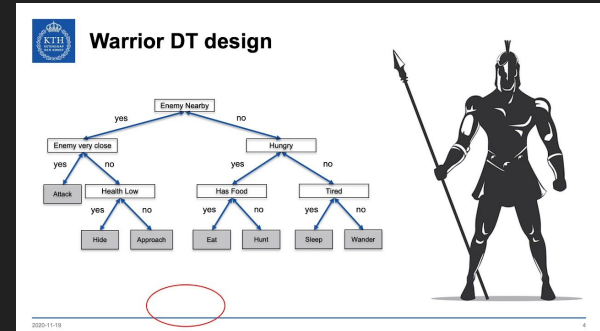 KTH
Warrior DT design
Enemy Nearby
yes
no
Enemy very close
Hungry
yes
no
yes
no
Attack
Health Low
Has Food
Tired
yes
no
yes
no
yes
no
Hide
Approach
Eat
Hunt
Sleep
Wander
2020-11-19
4